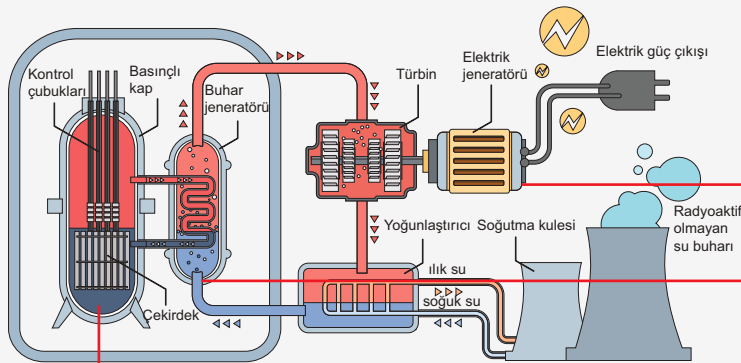 Kontrol
çubukları
Basınçlı
kap
Buhar
jeneratörü
Türbin
Elektrik
jeneratörü
Elektrik güç çıkışı
Yoğunlaştırıcı
Soğutma kulesi
Radyoaktif
olmayan
su buharı
ılık su
soğuk su
Çekirdek